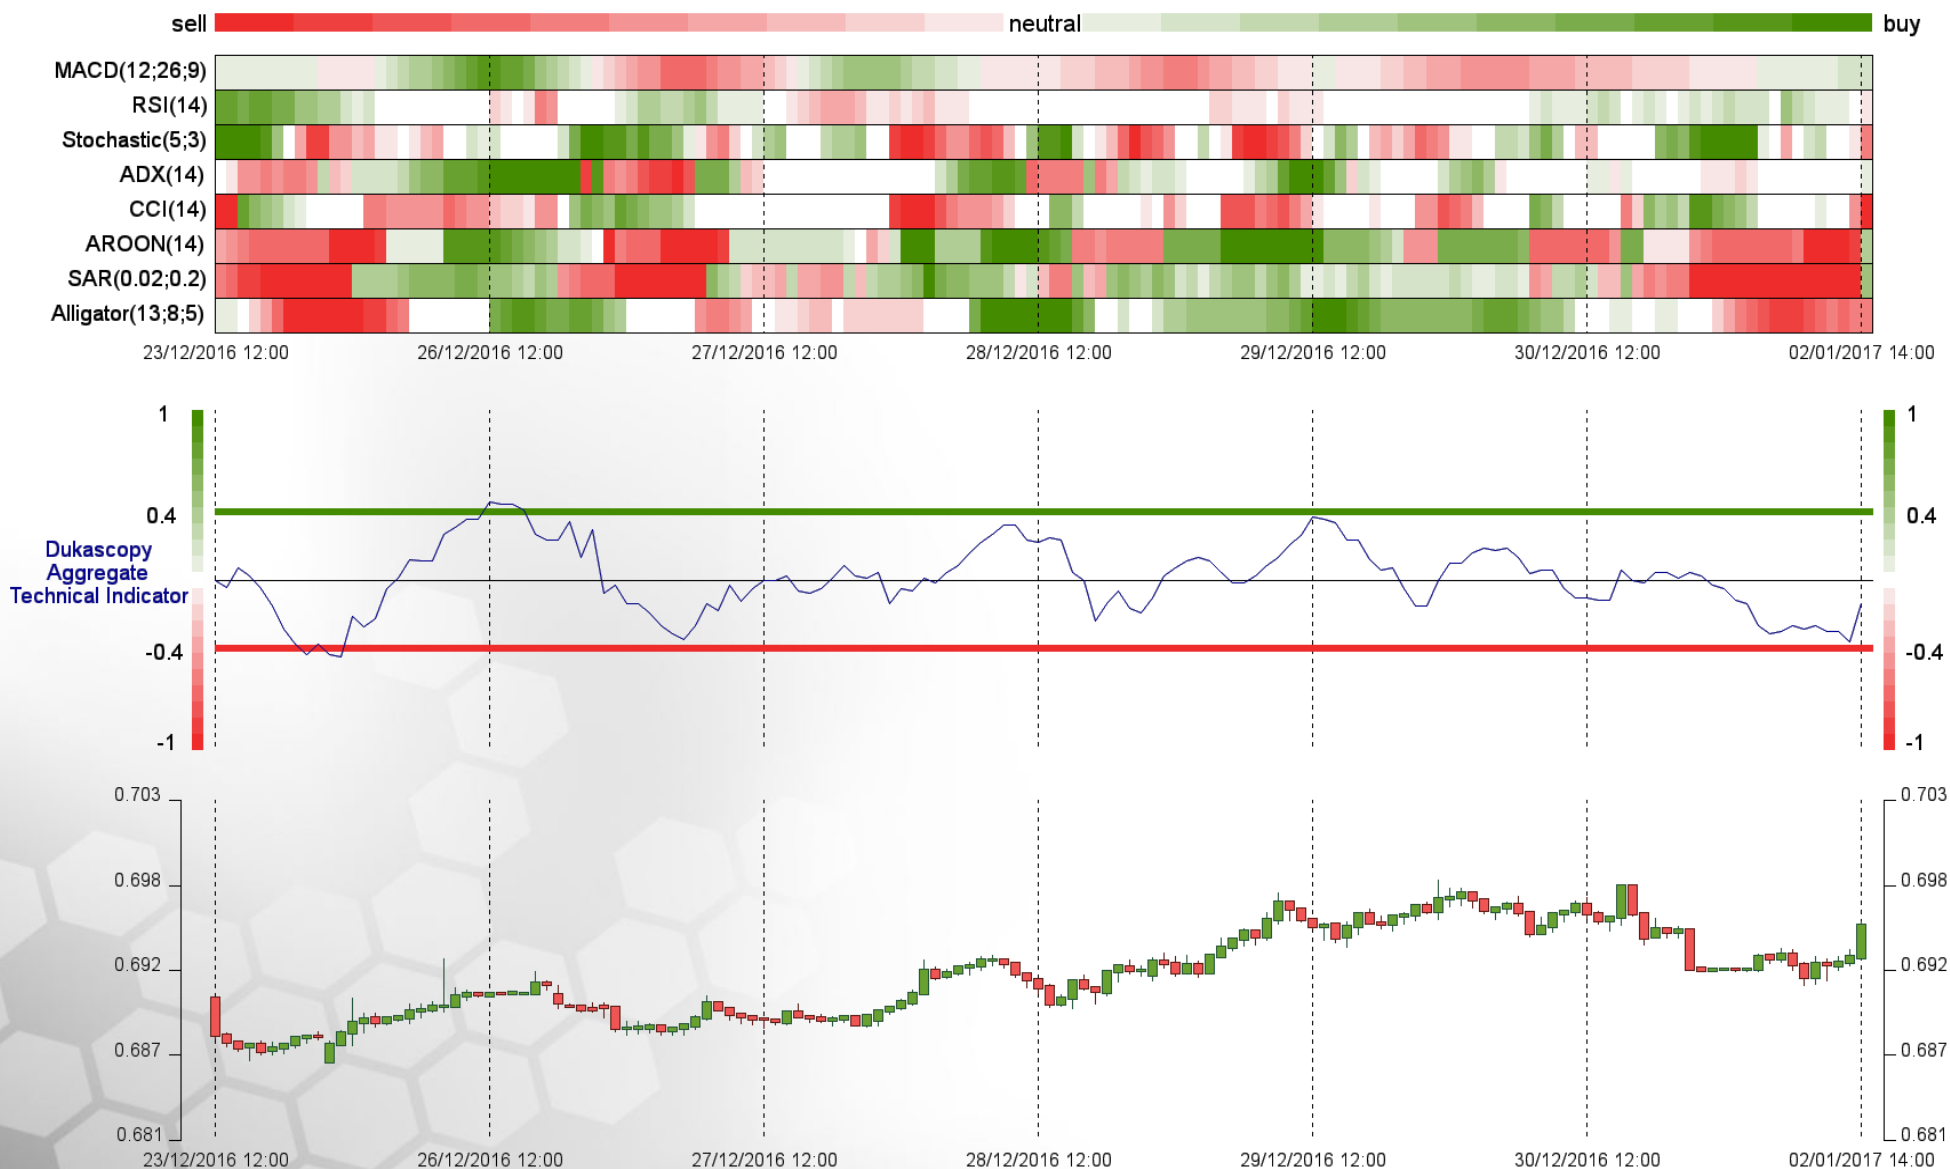 sell neutral buy
MACD(12;26;9)
RSI(14)
Stochastic(5;3)
ADX(14)
CCI(14)
AROON(14)
SAR(0.02;0.2)
Alligator(13;8;5)
23/12/2016 12:00 26/12/2016 12:00 27/12/2016 12:00 28/12/2016 12:00 29/12/2016 12:00 30/12/2016 12:00 02/01/2017 14:00
1 1
0.4 0.4
Dukascopy
Aggregate
Technical Indicator
-0.4 -0.4
-1 -1
0.703 0.703
0.698 0.698
0.692 0.692
0.687 0.687
0.681 0.681
23/12/2016 12:00 26/12/2016 12:00 27/12/2016 12:00 28/12/2016 12:00 29/12/2016 12:00 30/12/2016 12:00 02/01/2017 14:00